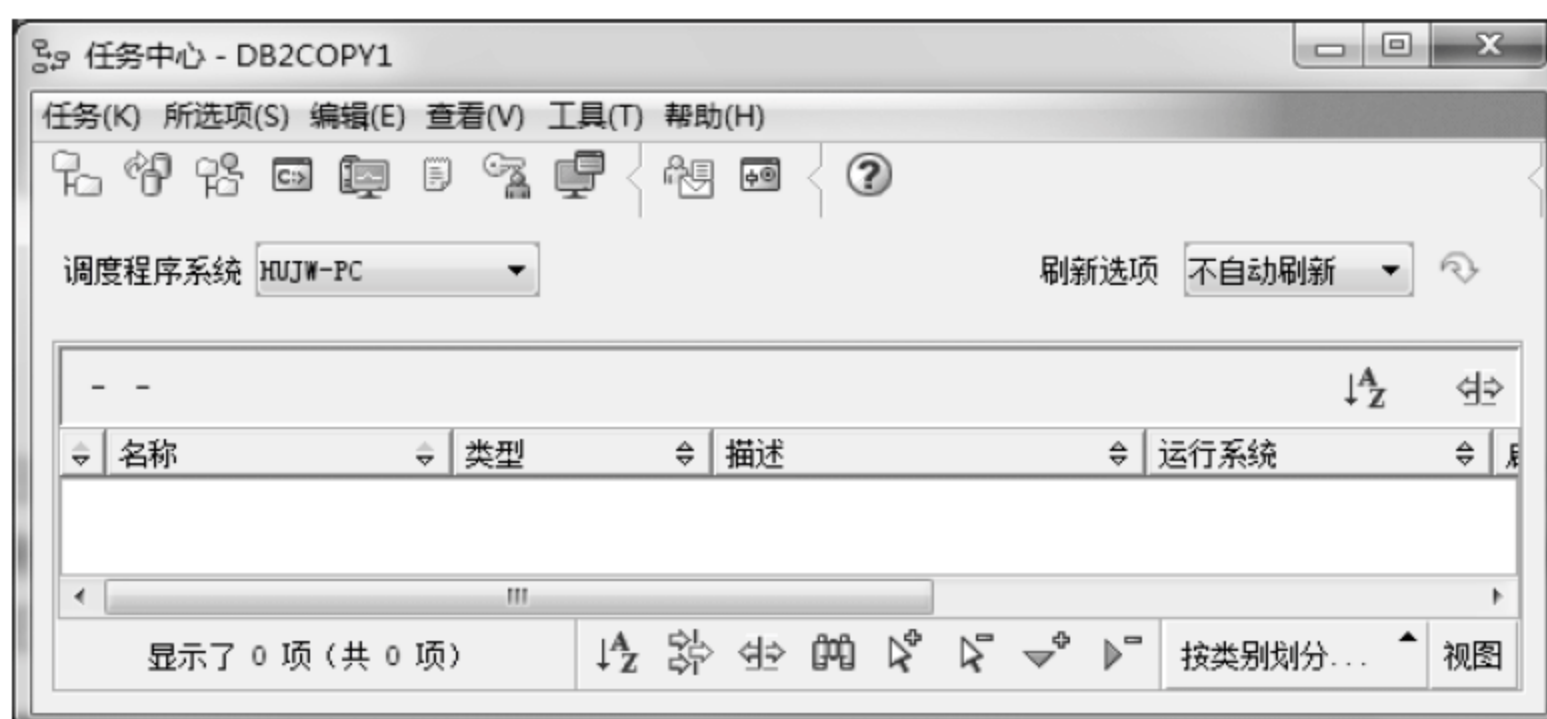 任务中心 - DB2COPY1
任务(K) 所选项(S) 编辑(E) 查看(V) 工具(T) 帮助(H)
C:>
调度程序系统 HUJW-PC 刷新选项 不自动刷新
- -
名称 类型 描述 运行系统
显示了 0 项(共 0 项) 按类别划分... 视图